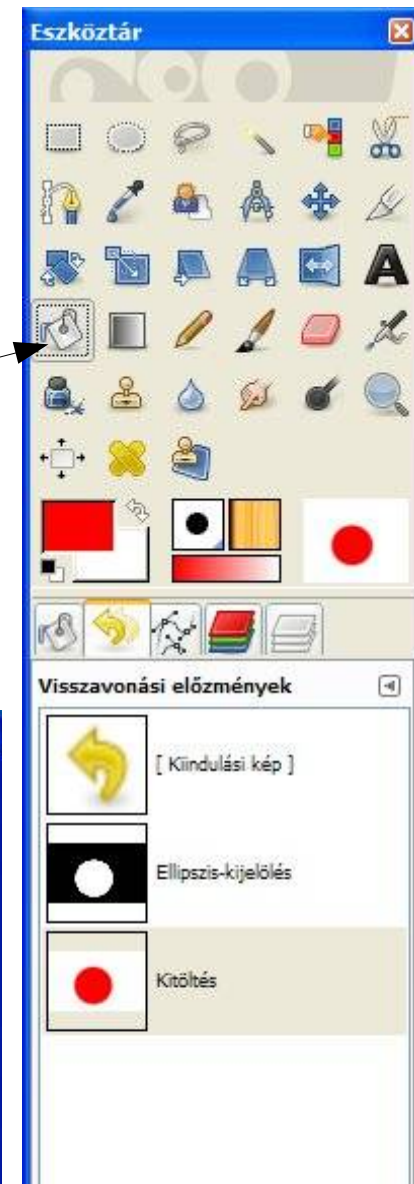 Eszköztár
Visszavonási előzmények
[ Kiindulási kép ]
Ellipszis-kijelölés
Kitöltés